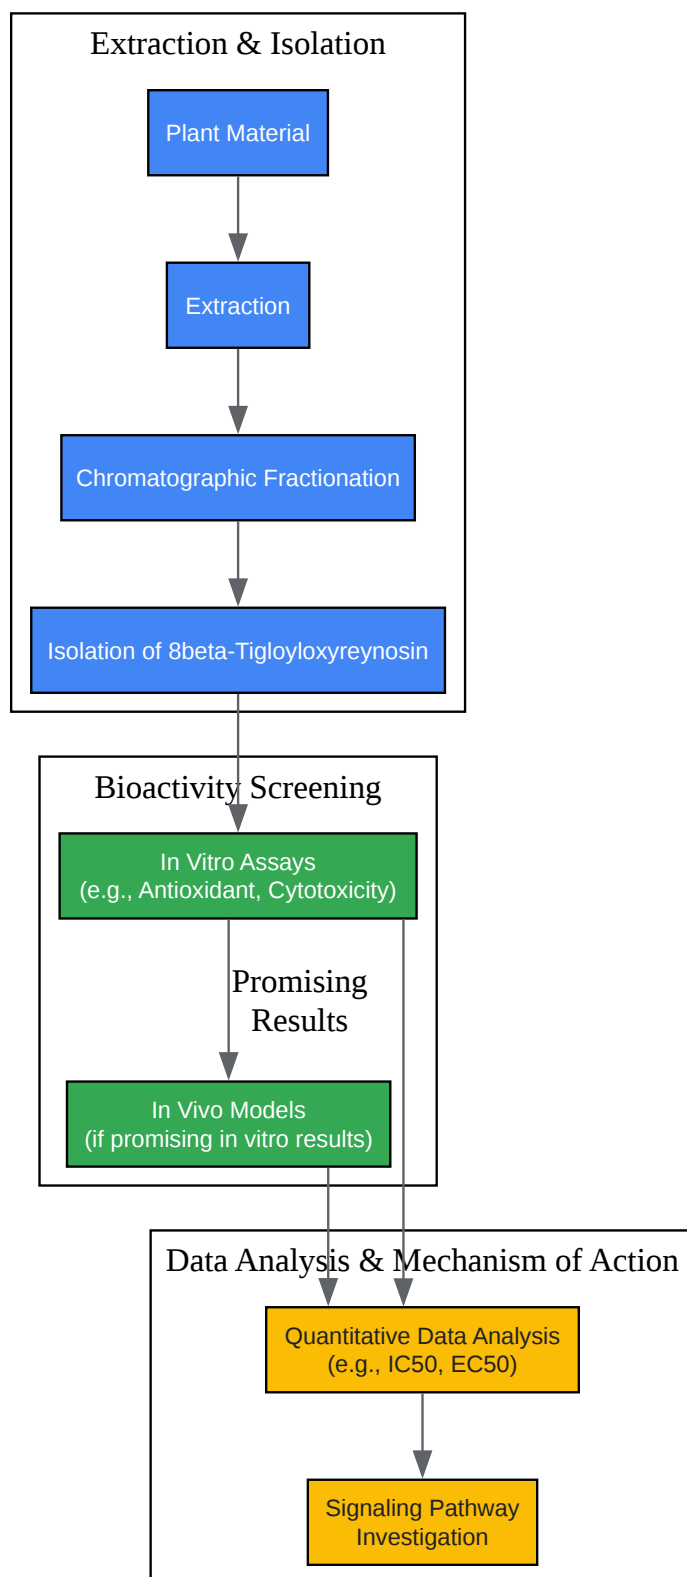 Extraction & Isolation
Plant Material
Extraction
Chromatographic Fractionation
Isolation of 8beta-Tigloyloxyreynosin
Bioactivity Screening
In Vitro Assays
(e.g., Antioxidant, Cytotoxicity)
Promising
Results
In Vivo Models
(if promising in vitro results)
Data Analysis & Mechanism of Action
Quantitative Data Analysis
(e.g., IC50, EC50)
Signaling Pathway
Investigation